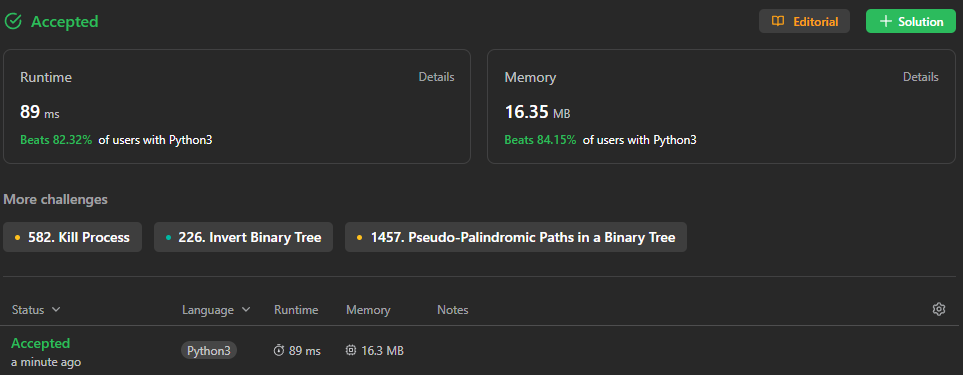 Accepted
Editorial
Solution
Runtime
Details
89 ms
Beats 82.32% of users with Python3
Memory
Details
16.35 MB
Beats 84.15% of users with Python3
More challenges
582. Kill Process
226. Invert Binary Tree
1457. Pseudo-Palindromic Paths in a Binary Tree
Status Language Runtime Memory Notes
Accepted
a minute ago
Python3
89 ms
16.3 MB